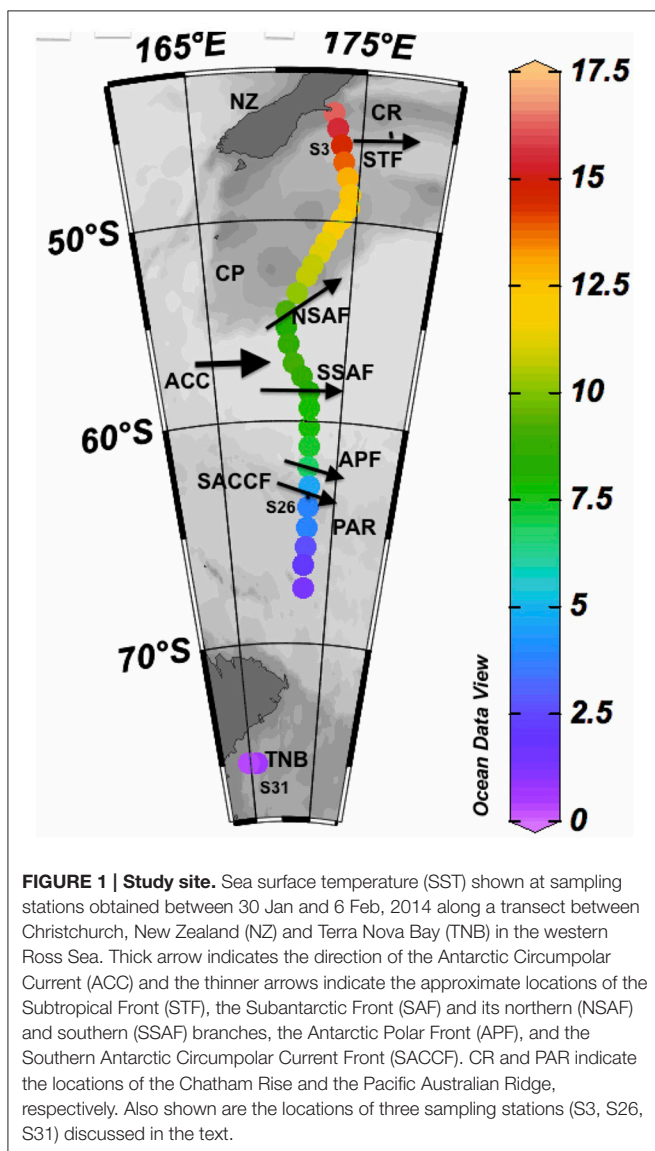 165°E
175°E
NZ
CR
S3
STF
50°S
CP
NSAF
ACC
SSAF
60°S
APF
SACCF
S26
PAR
70°S
TNB
S31
17.5
15
12.5
10
7.5
5
2.5
0
Ocean Data View
FIGURE 1 | Study site. Sea surface temperature (SST) shown at sampling
stations obtained between 30 Jan and 6 Feb, 2014 along a transect between
Christchurch, New Zealand (NZ) and Terra Nova Bay (TNB) in the western
Ross Sea. Thick arrow indicates the direction of the Antarctic Circumpolar
Current (ACC) and the thinner arrows indicate the approximate locations of the
Subtropical Front (STF), the Subantarctic Front (SAF) and its northern (NSAF)
and southern (SSAF) branches, the Antarctic Polar Front (APF), and the
Southern Antarctic Circumpolar Current Front (SACCF). CR and PAR indicate
the locations of the Chatham Rise and the Pacific Australian Ridge,
respectively. Also shown are the locations of three sampling stations (S3, S26,
S31) discussed in the text.